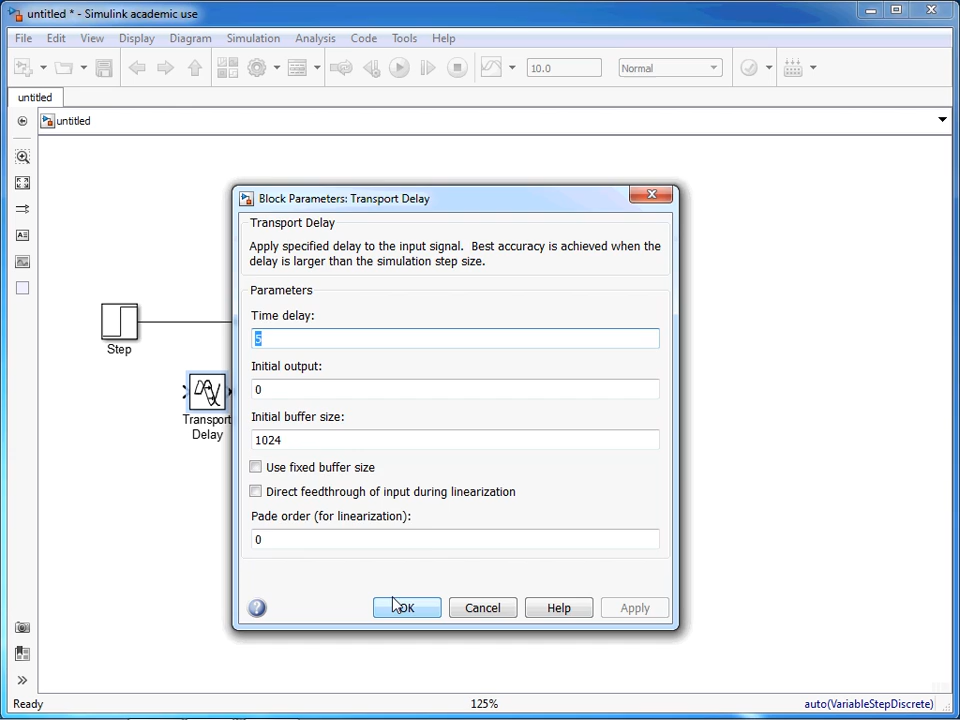 untitled * - Simulink academic use
File Edit View Display Diagram Simulation Analysis Code Tools Help
10.0 Normal
untitled
untitled
Block Parameters: Transport Delay
Transport Delay
Apply specified delay to the input signal. Best accuracy is achieved when the
delay is larger than the simulation step size.
Parameters
Time delay:
5
Initial output:
0
Initial buffer size:
1024
Use fixed buffer size
Direct feedthrough of input during linearization
Pade order (for linearization):
0
OK Cancel Help Apply
Step
Transport
Delay
Ready 125% auto(VariableStepDiscrete)